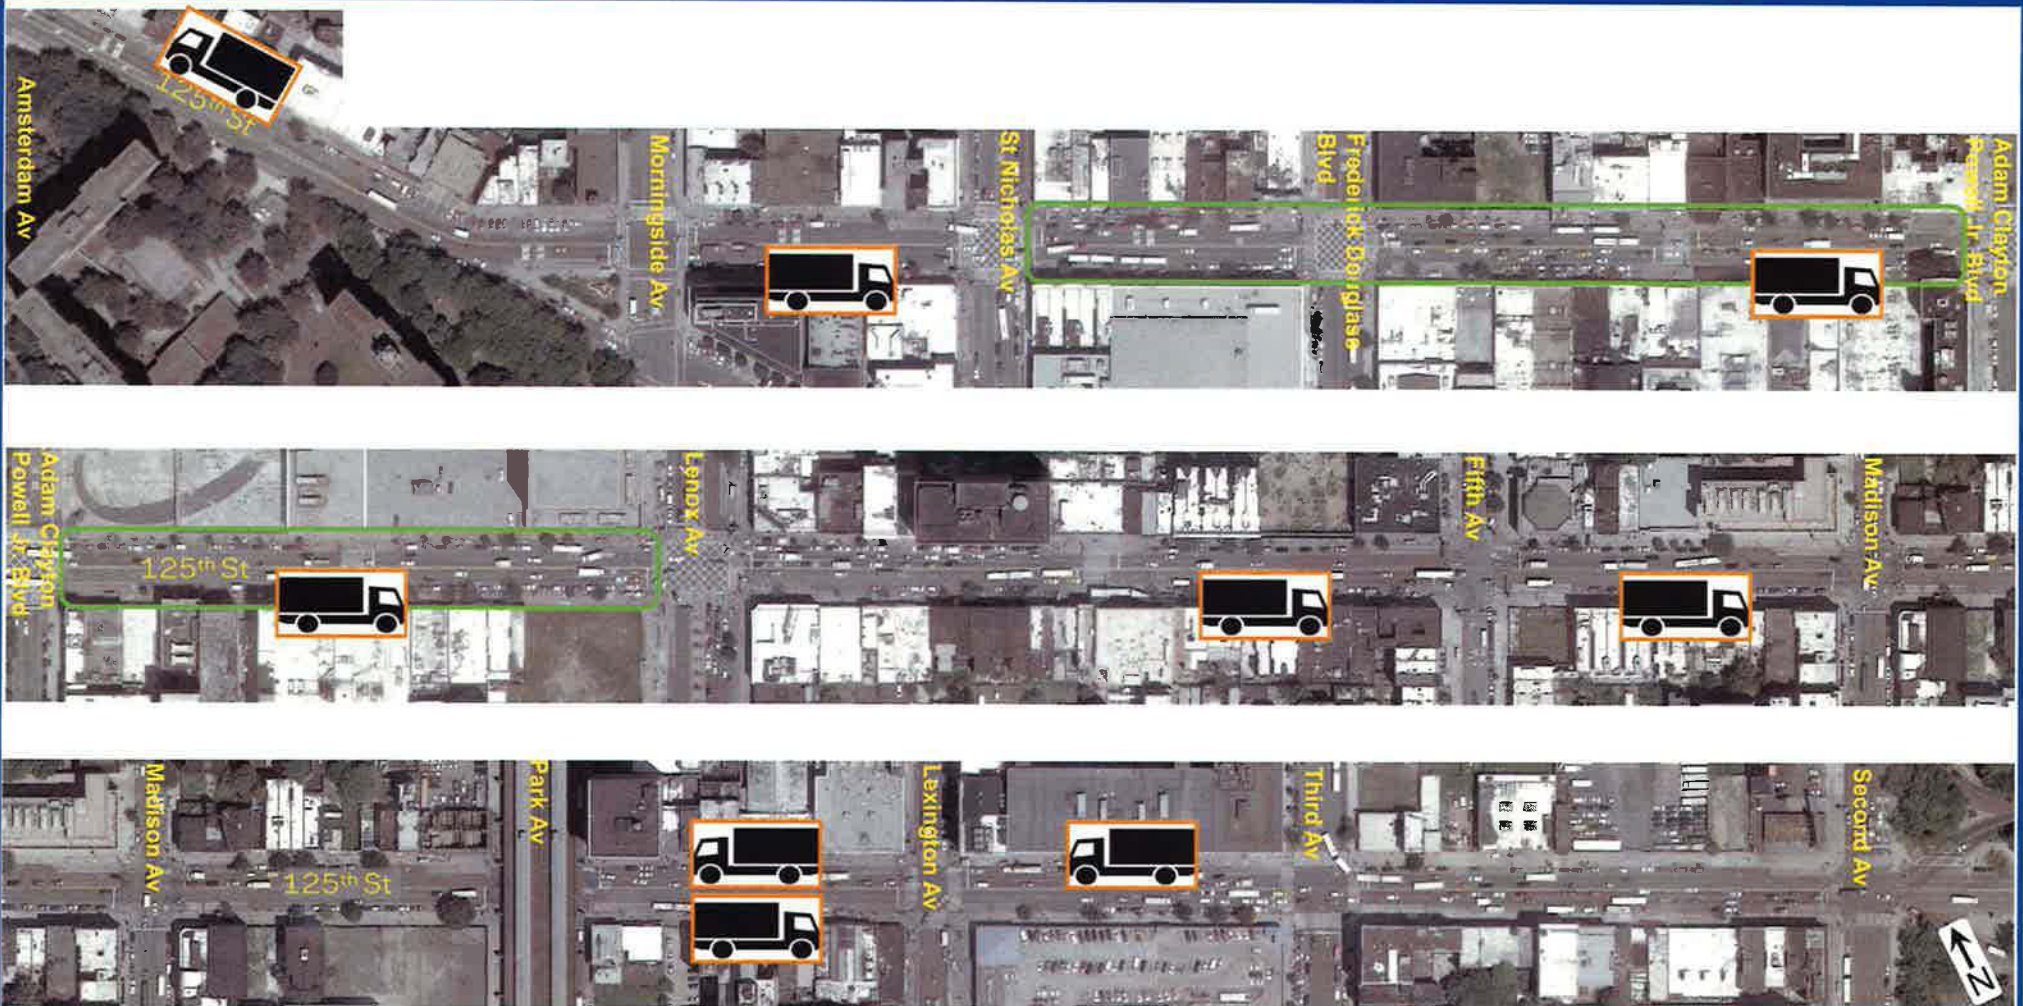 Amsterdam Av
125th St
Morningside Av
St Nicholas Av
Frederick Douglass
Blvd
Adam Clayton
Powell Jr. Blvd
Adam Clayton
Powell Jr. Blvd
125th St
Lenox Av
Fifth Av
Madison Av
Madison Av
125th St
Park Av
Lexington Av
Third Av
Second Av
N